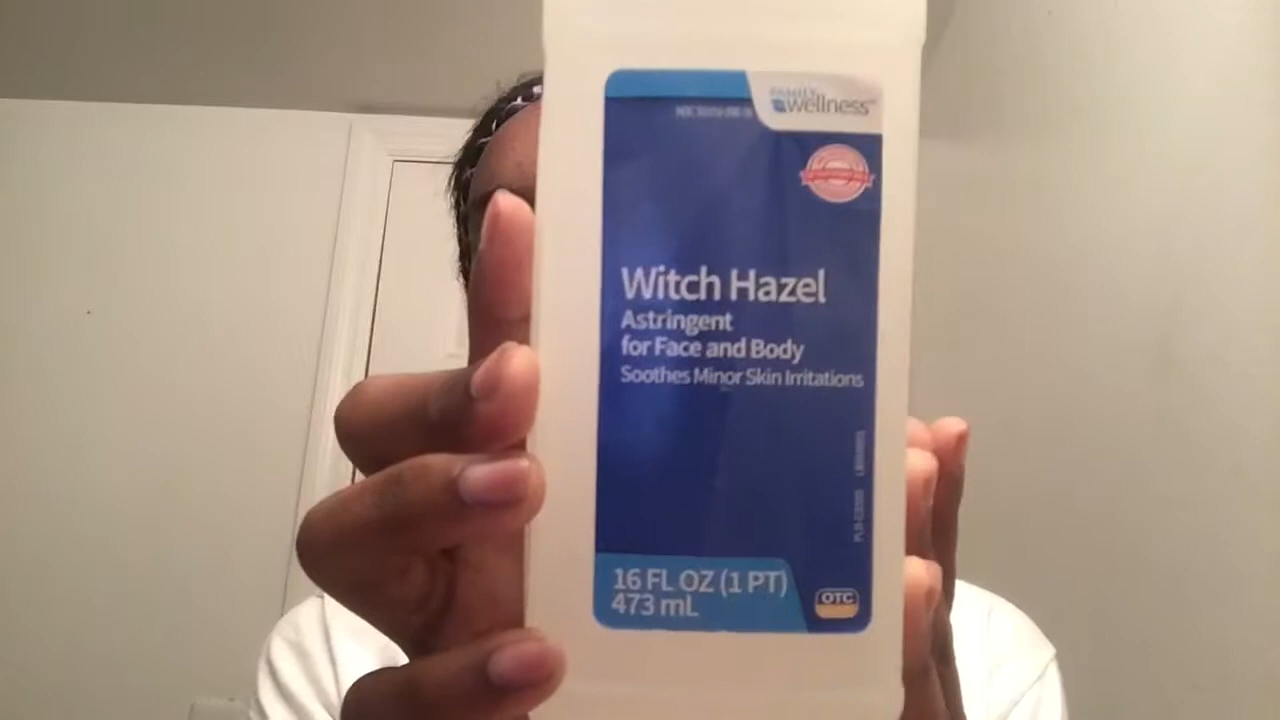 FAMILY
wellness
Witch Hazel
Astringent
for Face and Body
Soothes Minor Skin Irritations
16 FL OZ (1 PT)
473 mL
OTC